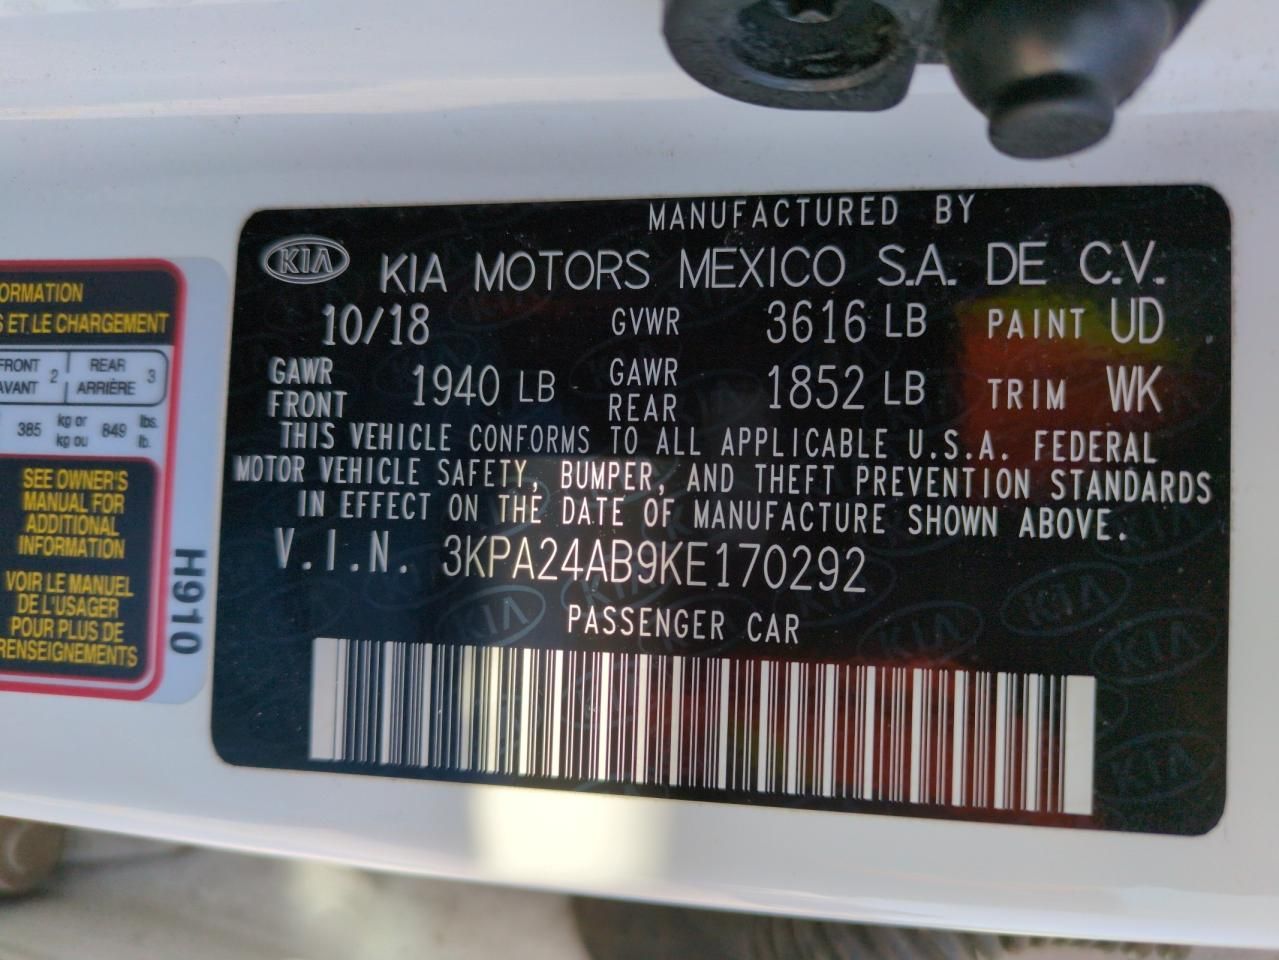 MANUFACTURED BY
KIA KIA MOTORS MEXICO S.A. DE C.V.
10/18 GVWR 3616 LB PAINT UD
GAWR FRONT 1940 LB GAWR REAR 1852 LB TRIM WK
THIS VEHICLE CONFORMS TO ALL APPLICABLE U.S.A. FEDERAL
MOTOR VEHICLE SAFETY, BUMPER, AND THEFT PREVENTION STANDARDS
IN EFFECT ON THE DATE OF MANUFACTURE SHOWN ABOVE.
V.I.N. 3KPA24AB9KE170292
PASSENGER CAR
ORMATION
S ET LE CHARGEMENT
FRONT 2 REAR 3
AVANT ARRIÈRE
385 kg or 849 lbs.
kg ou lb.
SEE OWNER'S
MANUAL FOR
ADDITIONAL
INFORMATION
VOIR LE MANUEL
DE L'USAGER
POUR PLUS DE
RENSEIGNEMENTS
H910